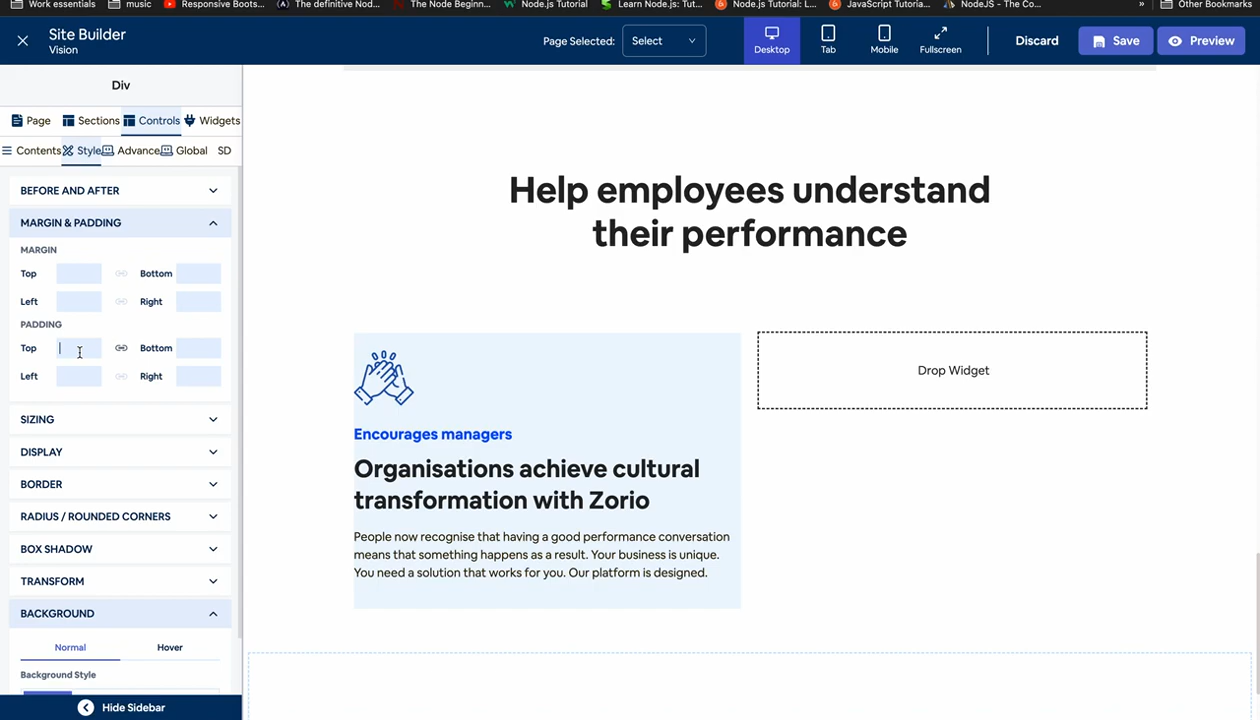 Work essentials
music
Responsive Boots...
The definitive Nod...
The Node Beginn...
Node.js Tutorial
Learn Node.js: Tut...
Node.js Tutorial: L...
JavaScript Tutoria...
NodeJS - The Co...
»
Other Bookmarks
Site Builder
Vision
Page Selected:
Select
Desktop
Tab
Mobile
Fullscreen
Discard
Save
Preview
Div
Page
Sections
Controls
Widgets
Contents
Style
Advance
Global
SD
BEFORE AND AFTER
MARGIN & PADDING
MARGIN
Top
Bottom
Left
Right
PADDING
Top
Bottom
Left
Right
SIZING
DISPLAY
BORDER
RADIUS / ROUNDED CORNERS
BOX SHADOW
TRANSFORM
BACKGROUND
Normal
Hover
Background Style
Hide Sidebar
Help employees understand
their performance
Encourages managers
Organisations achieve cultural
transformation with Zorio
People now recognise that having a good performance conversation
means that something happens as a result. Your business is unique.
You need a solution that works for you. Our platform is designed.
Drop Widget